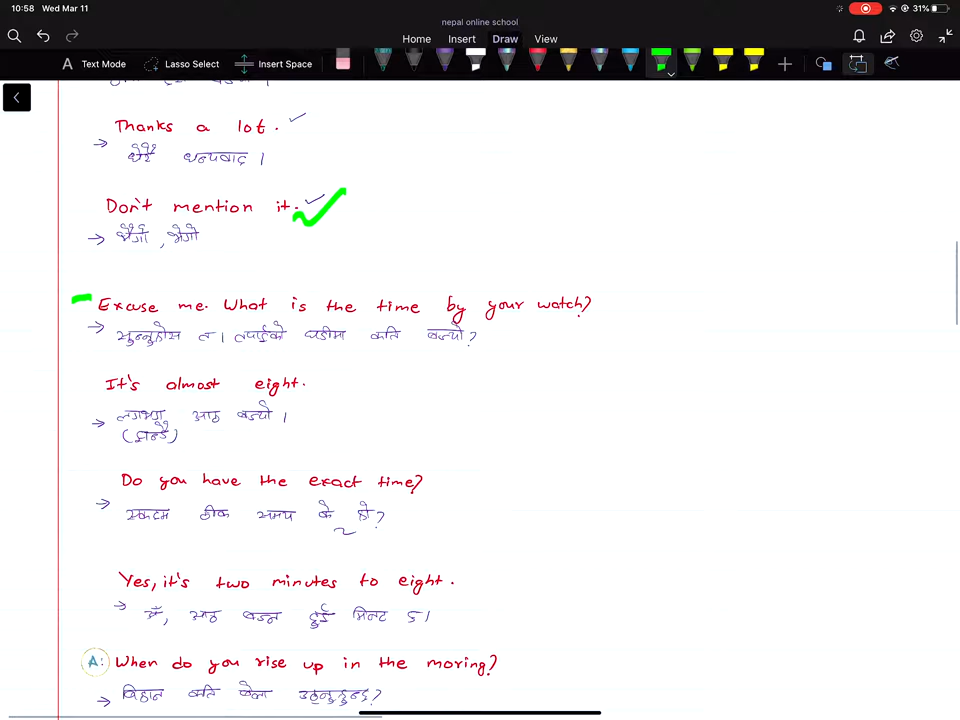 10:58 Wed Mar 11
31%
nepal online school
Home Insert Draw View
Text Mode Lasso Select Insert Space
Thanks a lot.
→ धेरै धन्यवाद ।
Don't mention it.
→ भैगो, भैगो
Excuse me. What is the time by your watch?
→ सुन्नुहोस त । तपाईको घडीमा कति बज्यो ?
It's almost eight.
→ लगभग आठ बज्यो ।
(झन्डै)
Do you have the exact time?
→ एकदम ठीक समय के हो ?
Yes, it's two minutes to eight.
→ आठ बज्न दुई मिनेट छ ।
A: When do you rise up in the moring?
→ विहान कति बेला उठ्नुहुन्छ ?